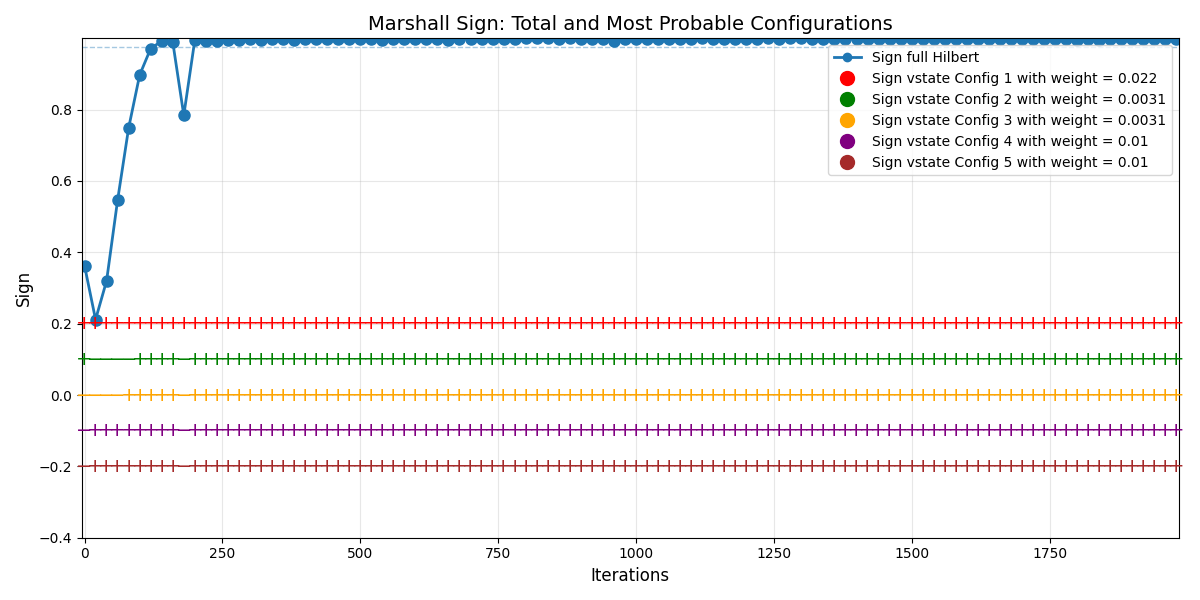 Marshall Sign: Total and Most Probable Configurations
Sign full Hilbert
Sign vstate Config 1 with weight = 0.022
Sign vstate Config 2 with weight = 0.0031
Sign vstate Config 3 with weight = 0.0031
Sign vstate Config 4 with weight = 0.01
Sign vstate Config 5 with weight = 0.01
Sign
0.8
0.6
0.4
0.2
0.0
−0.2
−0.4
0
250
500
750
1000
1250
1500
1750
Iterations